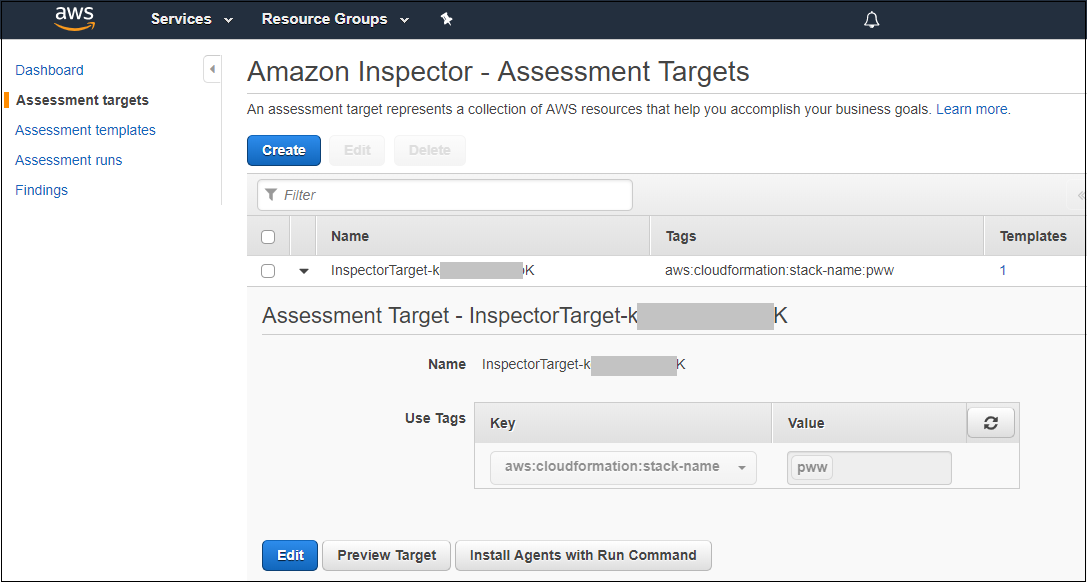 aws Services Resource Groups
Dashboard
Assessment targets
Assessment templates
Assessment runs
Findings
Amazon Inspector - Assessment Targets
An assessment target represents a collection of AWS resources that help you accomplish your business goals. Learn more.
Create Edit Delete
Filter
Name Tags Templates
InspectorTarget-k K aws:cloudformation:stack-name:pww 1
Assessment Target - InspectorTarget-k K
Name InspectorTarget-k K
Use Tags Key Value
aws:cloudformation:stack-name pww
Edit Preview Target Install Agents with Run Command